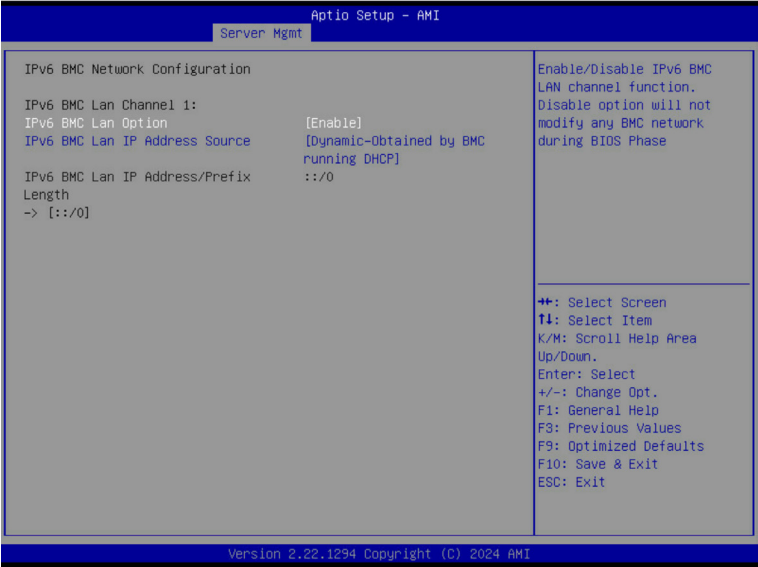 Aptio Setup – AMI
Server Mgmt
IPv6 BMC Network Configuration
IPv6 BMC Lan Channel 1:
IPv6 BMC Lan Option [Enable]
IPv6 BMC Lan IP Address Source [Dynamic-Obtained by BMC
running DHCP]
IPv6 BMC Lan IP Address/Prefix ::/0
Length
-> [::/0]
Enable/Disable IPv6 BMC
LAN channel function.
Disable option will not
modify any BMC network
during BIOS Phase
→←: Select Screen
↑↓: Select Item
K/M: Scroll Help Area
Up/Down.
Enter: Select
+/-: Change Opt.
F1: General Help
F3: Previous Values
F9: Optimized Defaults
F10: Save & Exit
ESC: Exit
Version 2.22.1294 Copyright (C) 2024 AMI